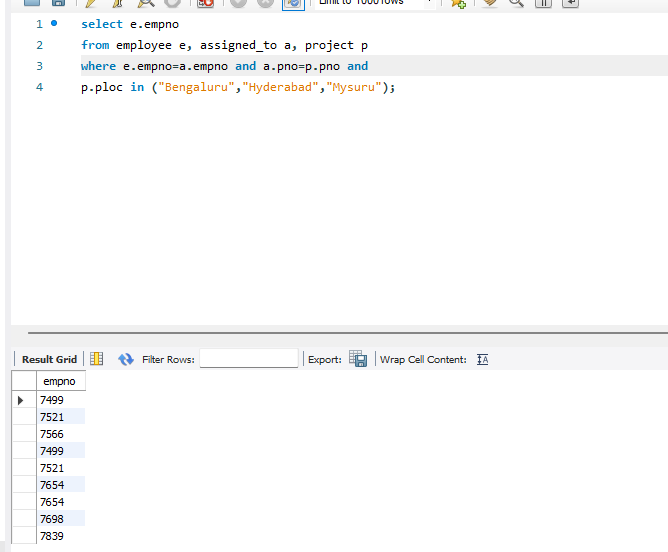 Limit to 1000 rows
1 select e.empno
2 from employee e, assigned_to a, project p
3 where e.empno=a.empno and a.pno=p.pno and
4 p.ploc in ("Bengaluru","Hyderabad","Mysuru");
Result Grid Filter Rows: Export: Wrap Cell Content:
empno
7499
7521
7566
7499
7521
7654
7654
7698
7839